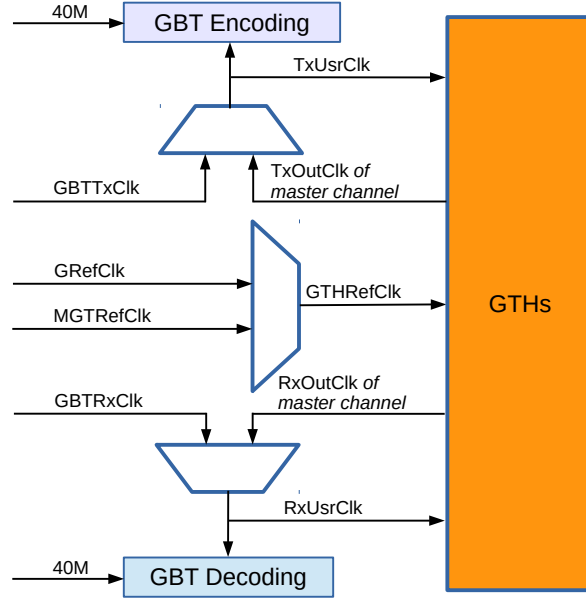 40M
GBT Encoding
TxUsrClk
TxOutClk of
master channel
GBTTxClk
GRefClk
MGTRefClk
GTHRefClk
GTHs
RxOutClk of
master channel
GBTRxClk
RxUsrClk
40M
GBT Decoding